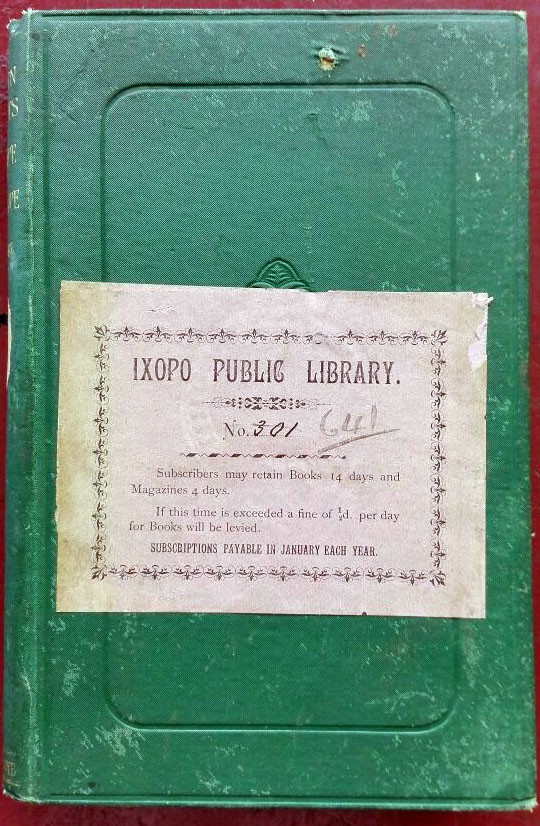 IXOPO PUBLIC LIBRARY.
No. 301 641
Subscribers may retain Books 14 days and
Magazines 4 days.
If this time is exceeded a fine of ½d. per day
for Books will be levied.
SUBSCRIPTIONS PAYABLE IN JANUARY EACH YEAR.